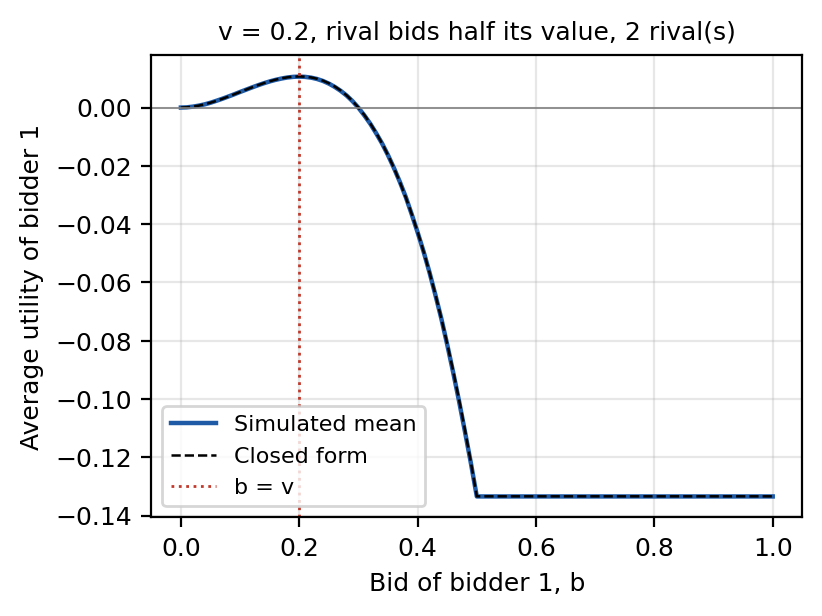 v = 0.2, rival bids half its value, 2 rival(s)
Average utility of bidder 1
0.00
−0.02
−0.04
−0.06
−0.08
−0.10
−0.12
−0.14
Simulated mean
Closed form
b = v
0.0 0.2 0.4 0.6 0.8 1.0
Bid of bidder 1, b